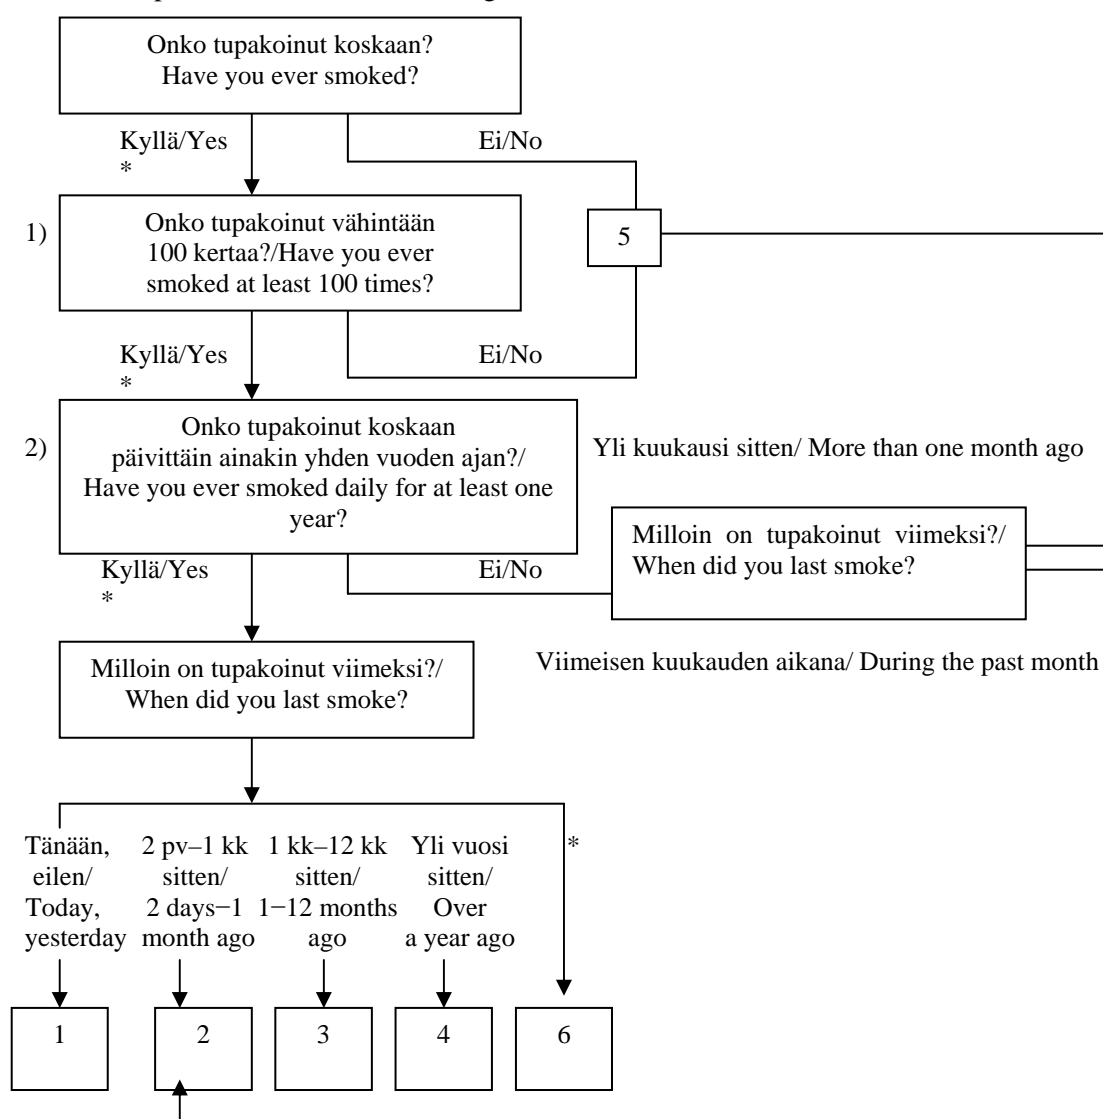 Onko tupakoinut koskaan?
Have you ever smoked?
Kyllä/Yes
*
Ei/No
1)
Onko tupakoinut vähintään
100 kertaa?/Have you ever
smoked at least 100 times?
5
Kyllä/Yes
*
Ei/No
2)
Onko tupakoinut koskaan
päivittäin ainakin yhden vuoden ajan?/
Have you ever smoked daily for at least one
year?
Yli kuukausi sitten/ More than one month ago
Milloin on tupakoinut viimeksi?/
When did you last smoke?
Kyllä/Yes
*
Ei/No
Viimeisen kuukauden aikana/ During the past month
Milloin on tupakoinut viimeksi?/
When did you last smoke?
Tänään,
eilen/
Today,
yesterday
2 pv–1 kk
sitten/
2 days−1
month ago
1 kk–12 kk
sitten/
1−12 months
ago
Yli vuosi
sitten/
Over
a year ago
*
1
2
3
4
6